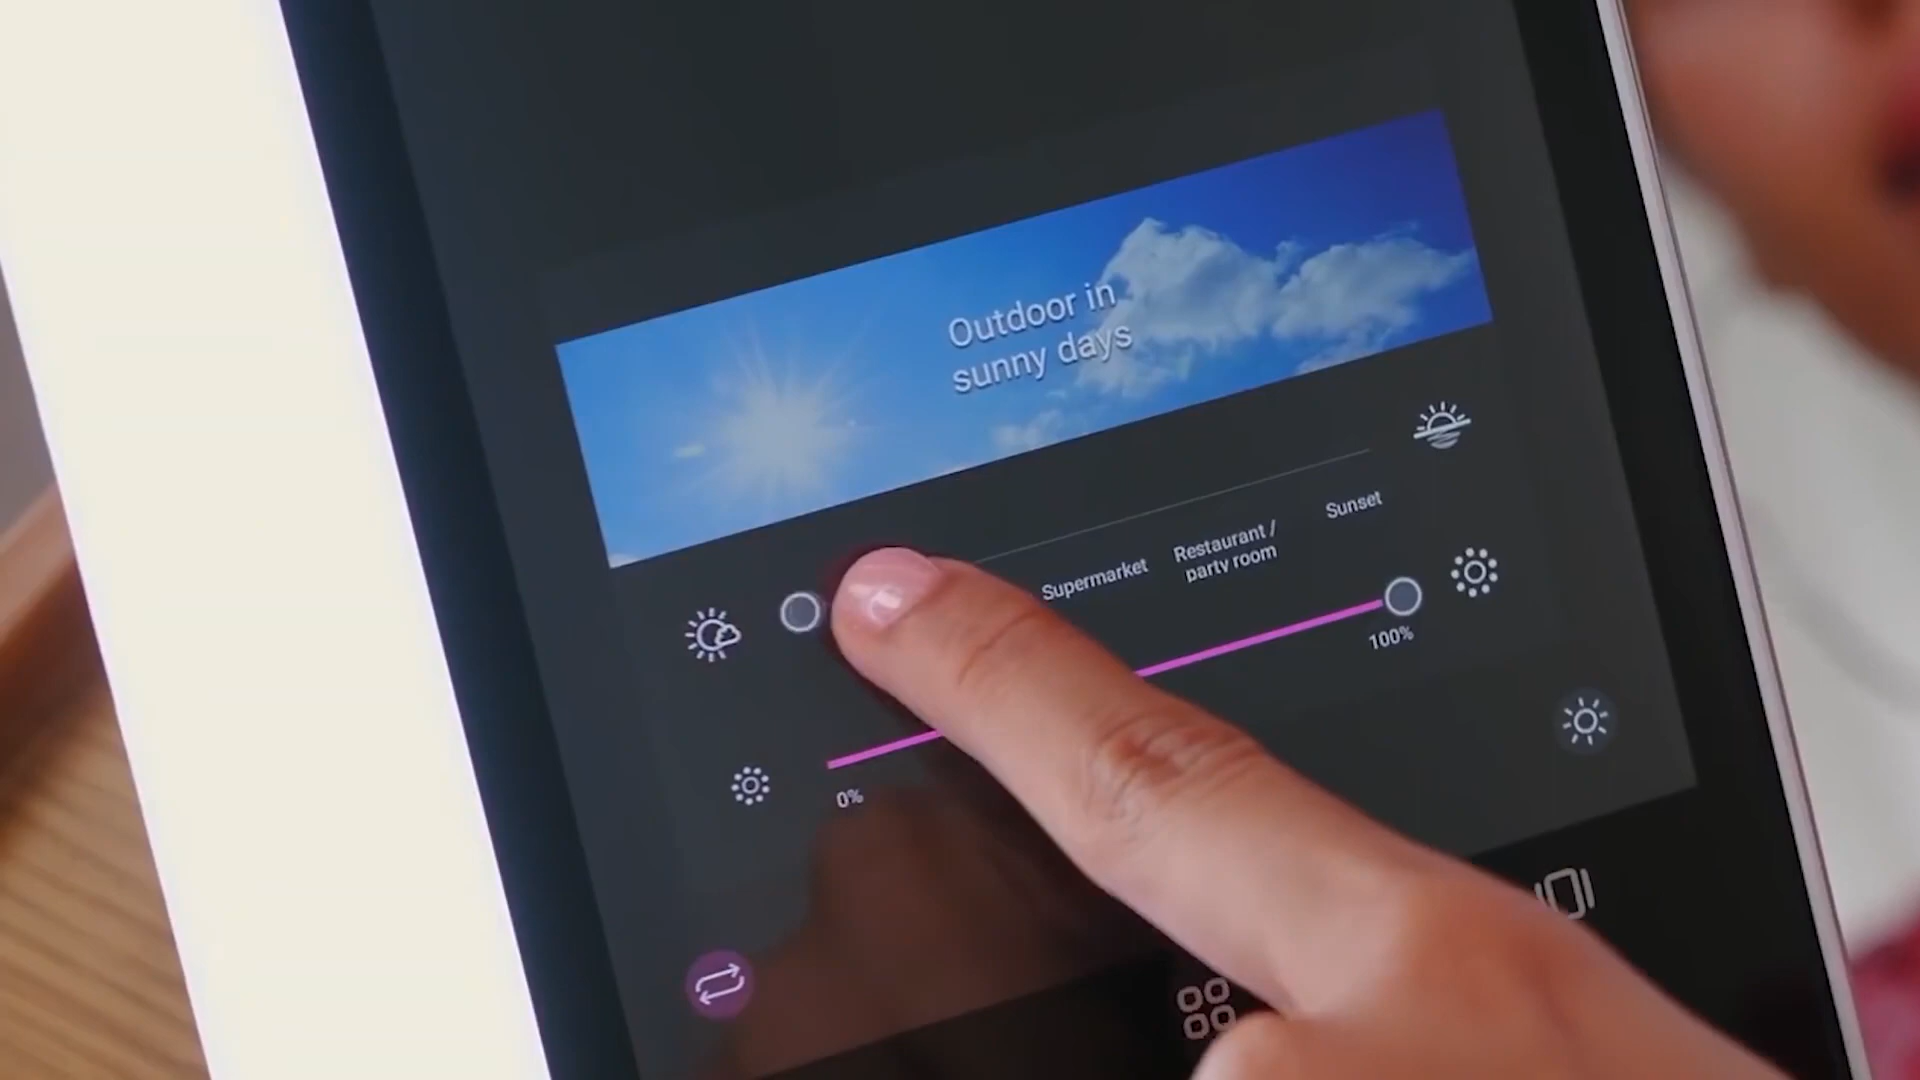 Outdoor in
sunny days
Supermarket
Restaurant /
party room
Sunset
100%
0%